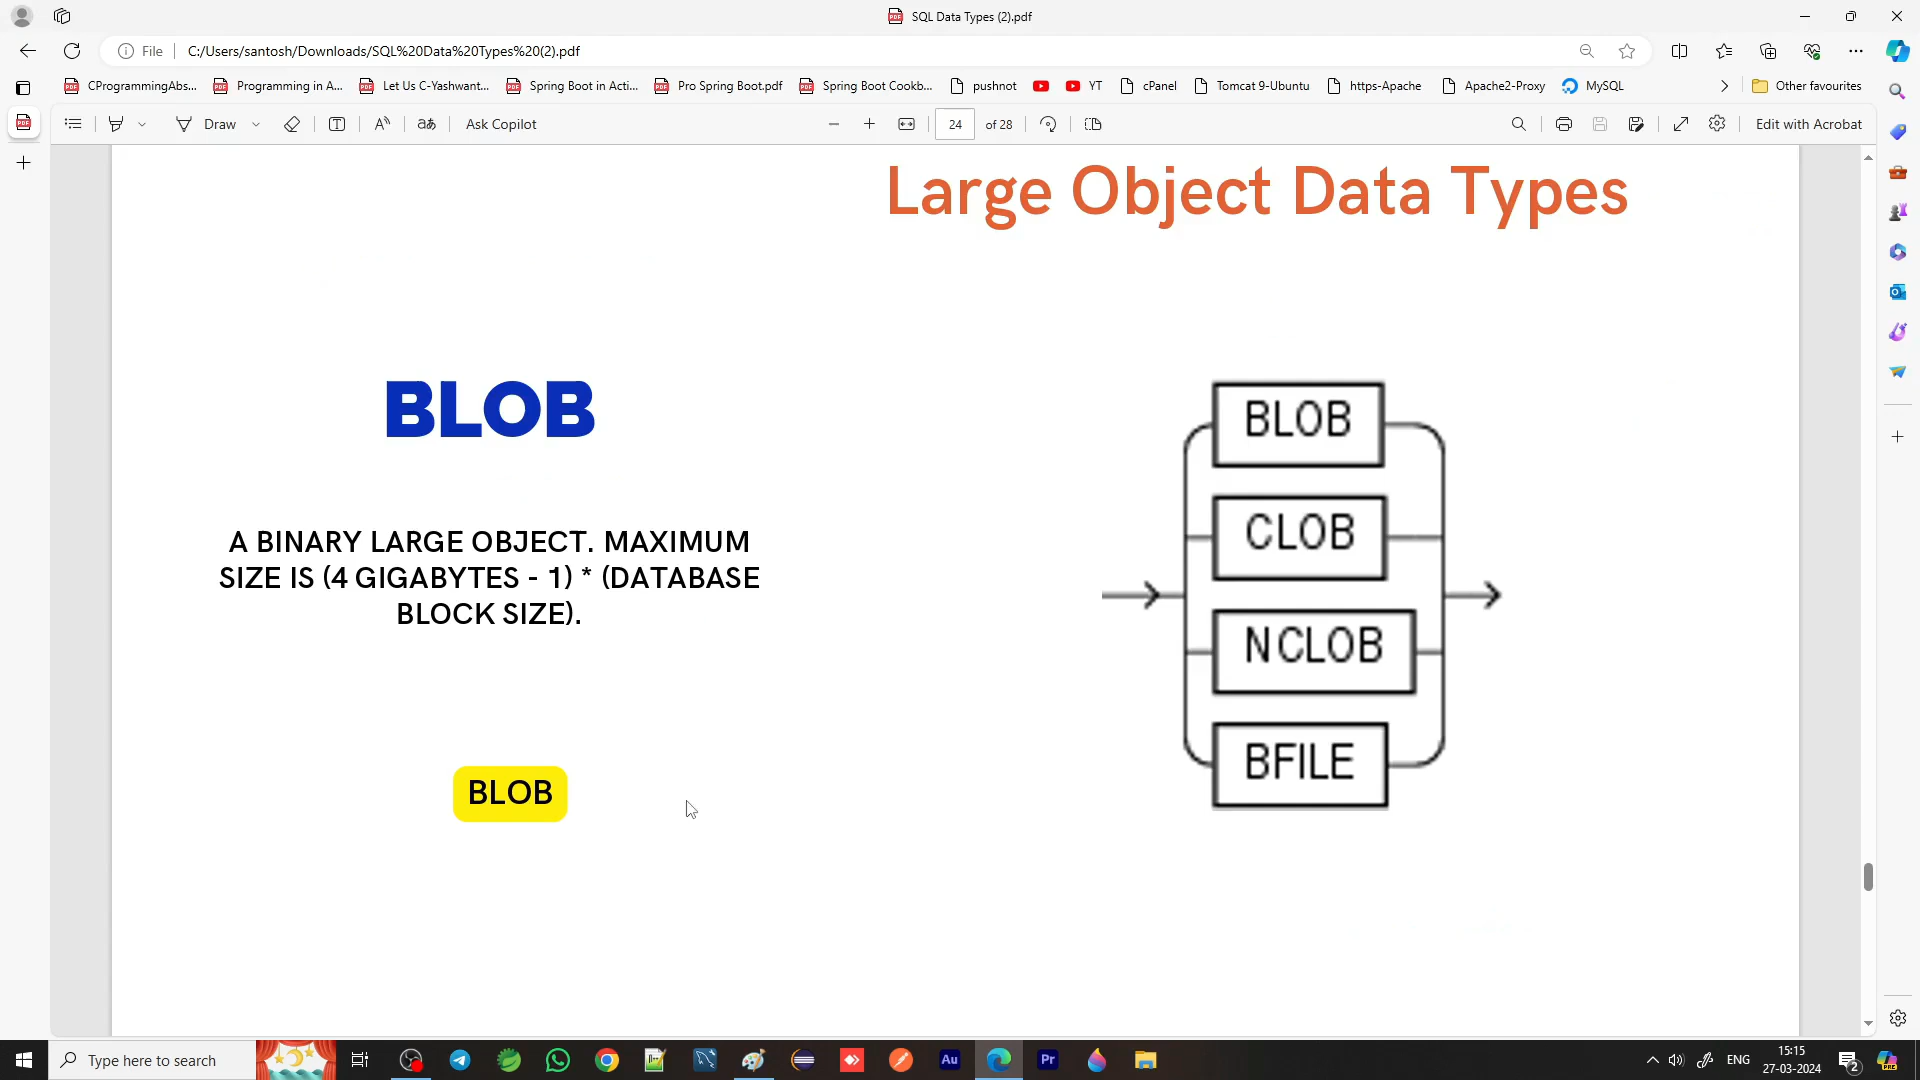 SQL Data Types (2).pdf
File
C:/Users/santosh/Downloads/SQL%20Data%20Types%20(2).pdf
CProgrammingAbs...
Programming in A...
Let Us C-Yashwant...
Spring Boot in Acti...
Pro Spring Boot.pdf
Spring Boot Cookb...
pushnot
YT
cPanel
Tomcat 9-Ubuntu
https-Apache
Apache2-Proxy
MySQL
Other favourites
Draw
Ask Copilot
24
of 28
Edit with Acrobat
Large Object Data Types
BLOB
A BINARY LARGE OBJECT. MAXIMUM
SIZE IS (4 GIGABYTES - 1) * (DATABASE
BLOCK SIZE).
BLOB
BLOB
CLOB
NCLOB
BFILE
Type here to search
Au
Pr
ENG
15:15
27-03-2024
2